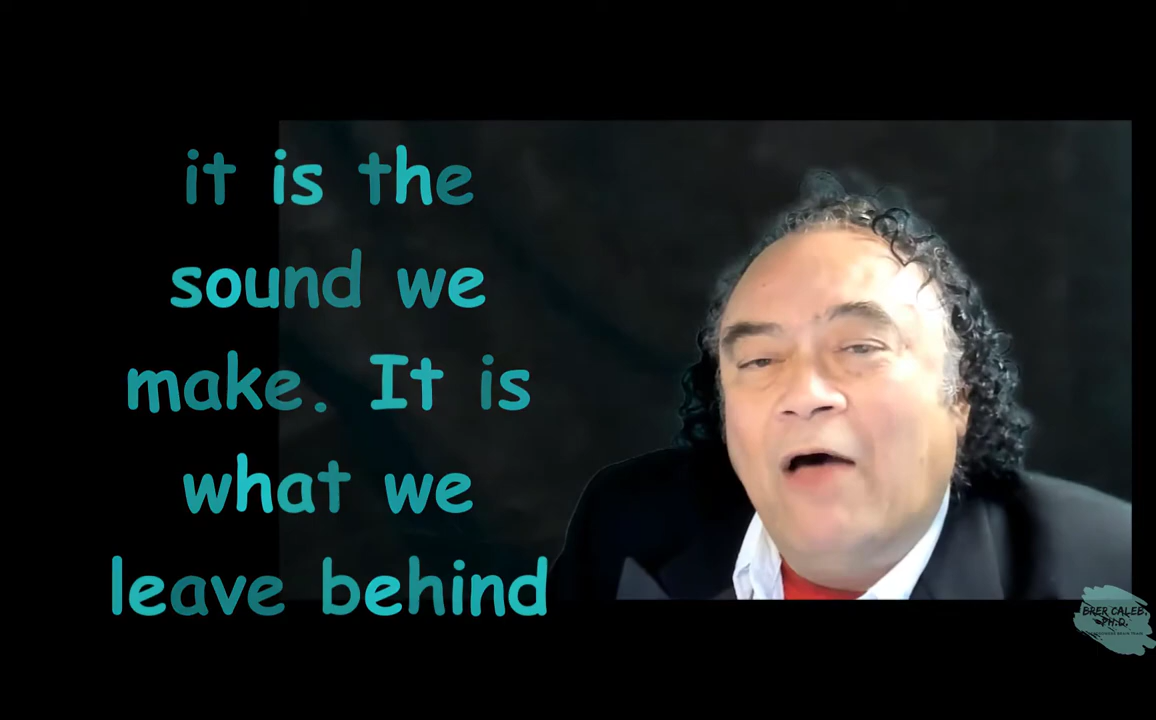 it is the
sound we
make. It is
what we
leave behind
BRER CALEB,
PH.D.